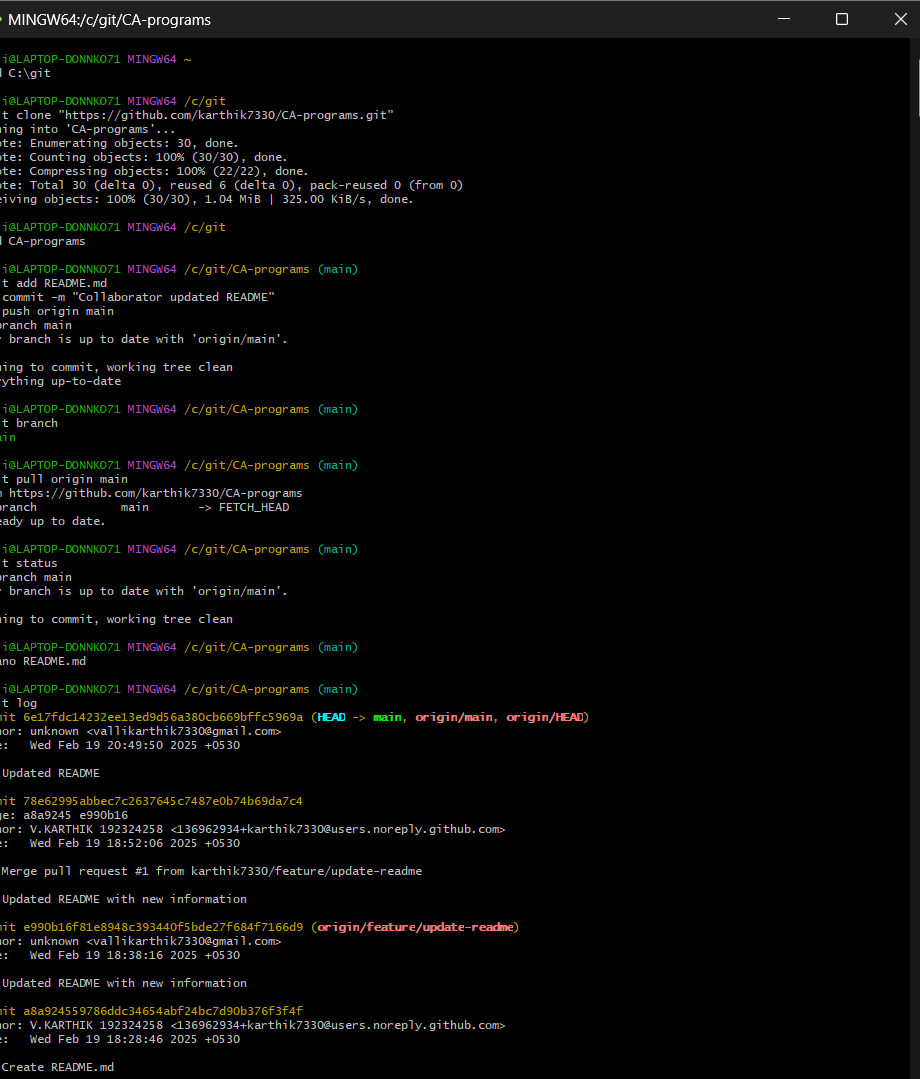 MINGW64:/c/git/CA-programs
i@LAPTOP-DONNKO71 MINGW64 ~
d C:\git
i@LAPTOP-DONNKO71 MINGW64 /c/git
t clone "https://github.com/karthik7330/CA-programs.git"
ning into 'CA-programs'...
ote: Enumerating objects: 30, done.
ote: Counting objects: 100% (30/30), done.
ote: Compressing objects: 100% (22/22), done.
ote: Total 30 (delta 0), reused 6 (delta 0), pack-reused 0 (from 0)
eiving objects: 100% (30/30), 1.04 MiB | 325.00 KiB/s, done.
i@LAPTOP-DONNKO71 MINGW64 /c/git
d CA-programs
i@LAPTOP-DONNKO71 MINGW64 /c/git/CA-programs (main)
t add README.md
commit -m "Collaborator updated README"
push origin main
branch main
r branch is up to date with 'origin/main'.
hing to commit, working tree clean
rything up-to-date
i@LAPTOP-DONNKO71 MINGW64 /c/git/CA-programs (main)
t branch
ain
i@LAPTOP-DONNKO71 MINGW64 /c/git/CA-programs (main)
t pull origin main
m https://github.com/karthik7330/CA-programs
branch main -> FETCH_HEAD
eady up to date.
i@LAPTOP-DONNKO71 MINGW64 /c/git/CA-programs (main)
t status
branch main
r branch is up to date with 'origin/main'.
hing to commit, working tree clean
i@LAPTOP-DONNKO71 MINGW64 /c/git/CA-programs (main)
ano README.md
i@LAPTOP-DONNKO71 MINGW64 /c/git/CA-programs (main)
t log
mit 6e17fdc14232ee13ed9d56a380cb669bffc5969a (HEAD -> main, origin/main, origin/HEAD)
hor: unknown <vallikarthik7330@gmail.com>
e: Wed Feb 19 20:49:50 2025 +0530
Updated README
mit 78e62995abbec7c2637645c7487e0b74b69da7c4
ge: a8a9245 e990b16
hor: V.KARTHIK 192324258 <136962934+karthik7330@users.noreply.github.com>
e: Wed Feb 19 18:52:06 2025 +0530
Merge pull request #1 from karthik7330/feature/update-readme
Updated README with new information
mit e990b16f81e8948c393440f5bde27f684f7166d9 (origin/feature/update-readme)
hor: unknown <vallikarthik7330@gmail.com>
e: Wed Feb 19 18:38:16 2025 +0530
Updated README with new information
mit a8a924559786ddc34654abf24bc7d90b376f3f4f
hor: V.KARTHIK 192324258 <136962934+karthik7330@users.noreply.github.com>
e: Wed Feb 19 18:28:46 2025 +0530
Create README.md